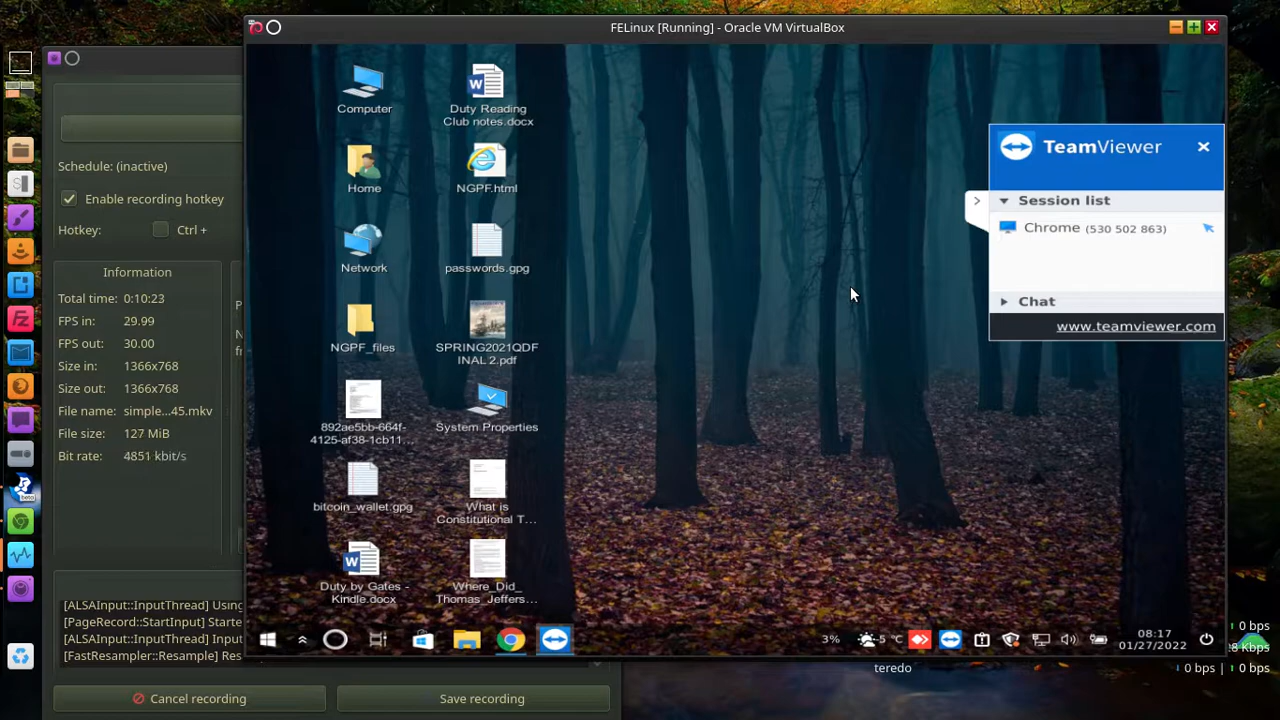 FELinux [Running] - Oracle VM VirtualBox
Schedule: (inactive)
Enable recording hotkey
Hotkey:
Ctrl +
Information
Total time: 0:10:23
FPS in: 29.99
FPS out: 30.00
Size in: 1366x768
Size out: 1366x768
File name: simple...45.mkv
File size: 127 MiB
Bit rate: 4851 kbit/s
[ALSAInput::InputThread] Using
[PageRecord::StartInput] Starte
[ALSAInput::InputThread] Input
[FastResampler::Resample] Res
Cancel recording
Save recording
beta
Computer
Home
Network
NGPF_files
892ae5bb-664f-
4125-af38-1cb11...
bitcoin_wallet.gpg
Duty by Gates -
Kindle.docx
Duty Reading
Club notes.docx
NGPF.html
passwords.gpg
SPRING2021QDF
INAL 2.pdf
System Properties
What is
Constitutional T...
Where_Did_
Thomas_Jeffers...
TeamViewer
Session list
Chrome (530 502 863)
Chat
www.teamviewer.com
3%
-5 °C
08:17
01/27/2022
teredo
0 bps
8 Kbps
0 bps | 0 bps